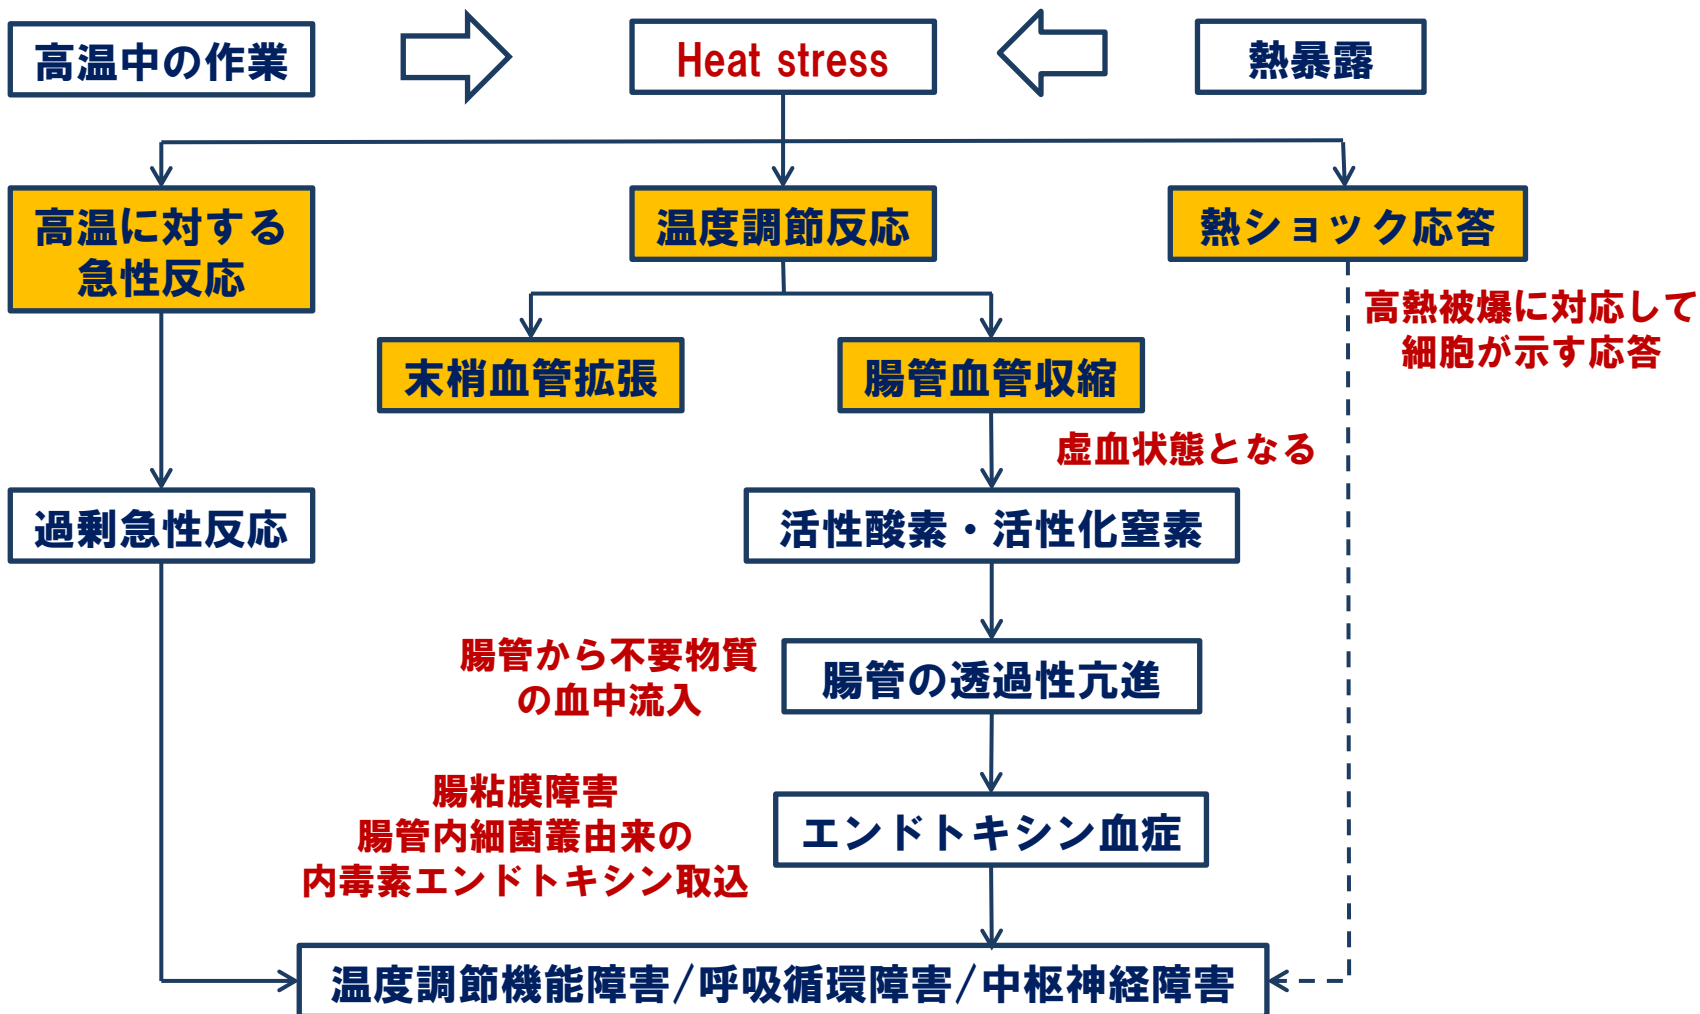 高温中の作業
Heat stress
熱暴露
高温に対する
急性反応
温度調節反応
熱ショック応答
高熱被爆に対応して
細胞が示す応答
末梢血管拡張
腸管血管収縮
虚血状態となる
過剰急性反応
活性酸素・活性化窒素
腸管から不要物質
の血中流入
腸管の透過性亢進
腸粘膜障害
腸管内細菌叢由来の
内毒素エンドトキシン取込
エンドトキシン血症
温度調節機能障害/呼吸循環障害/中枢神経障害